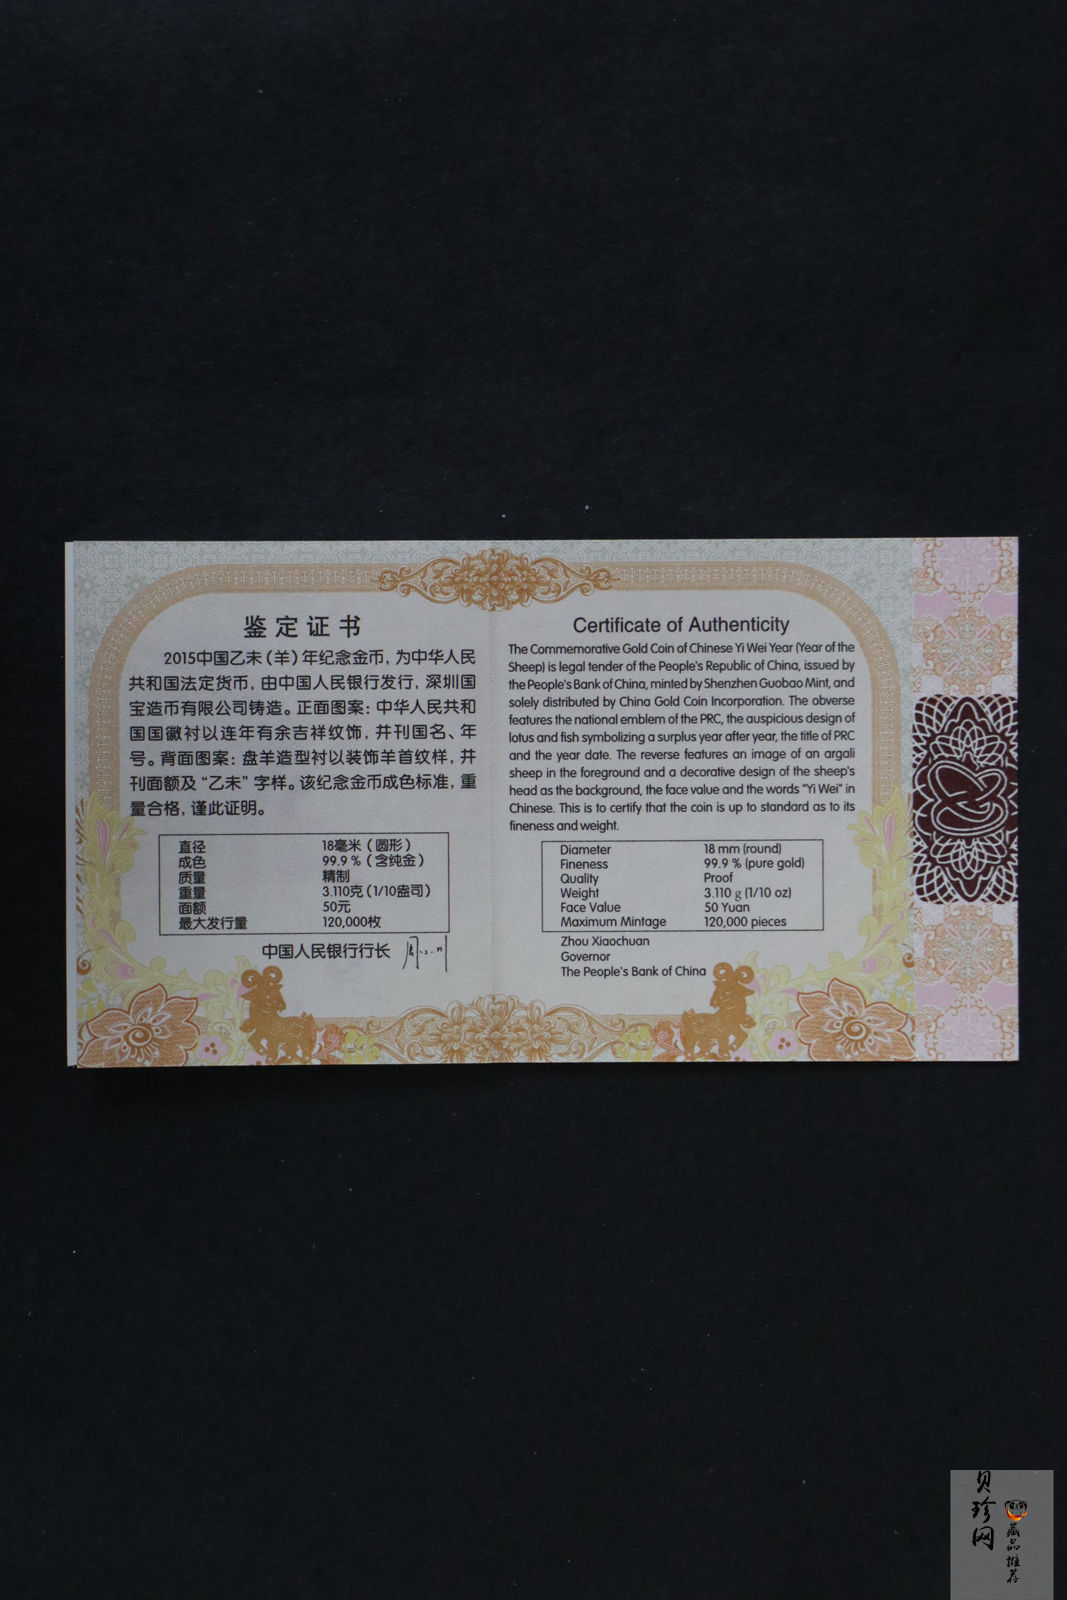 鉴定证书
2015中国乙未（羊）年纪念金币，为中华人民
共和国法定货币，由中国人民银行发行，深圳国
宝造币有限公司铸造。正面图案：中华人民共和
国国徽衬以连年有余吉祥纹饰，并刊国名、年
号。背面图案：盘羊造型衬以装饰羊首纹样，并
刊面额及“乙未”字样。该纪念金币成色标准，重
量合格，谨此证明。
直径 18毫米（圆形）
成色 99.9 %（含纯金）
质量 精制
重量 3.110克（1/10盎司）
面额 50元
最大发行量 120,000枚
中国人民银行行长
Certificate of Authenticity
The Commemorative Gold Coin of Chinese Yi Wei Year (Year of the
Sheep) is legal tender of the People's Republic of China, issued by
the People's Bank of China, minted by Shenzhen Guobao Mint, and
solely distributed by China Gold Coin Incorporation. The obverse
features the national emblem of the PRC, the auspicious design of
lotus and fish symbolizing a surplus year after year, the title of PRC
and the year date. The reverse features an image of an argali
sheep in the foreground and a decorative design of the sheep's
head as the background, the face value and the words "Yi Wei" in
Chinese. This is to certify that the coin is up to standard as to its
fineness and weight.
Diameter 18 mm (round)
Fineness 99.9 % (pure gold)
Quality Proof
Weight 3.110 g (1/10 oz)
Face Value 50 Yuan
Maximum Mintage 120,000 pieces
Zhou Xiaochuan
Governor
The People's Bank of China
贝珍网
藏品推荐